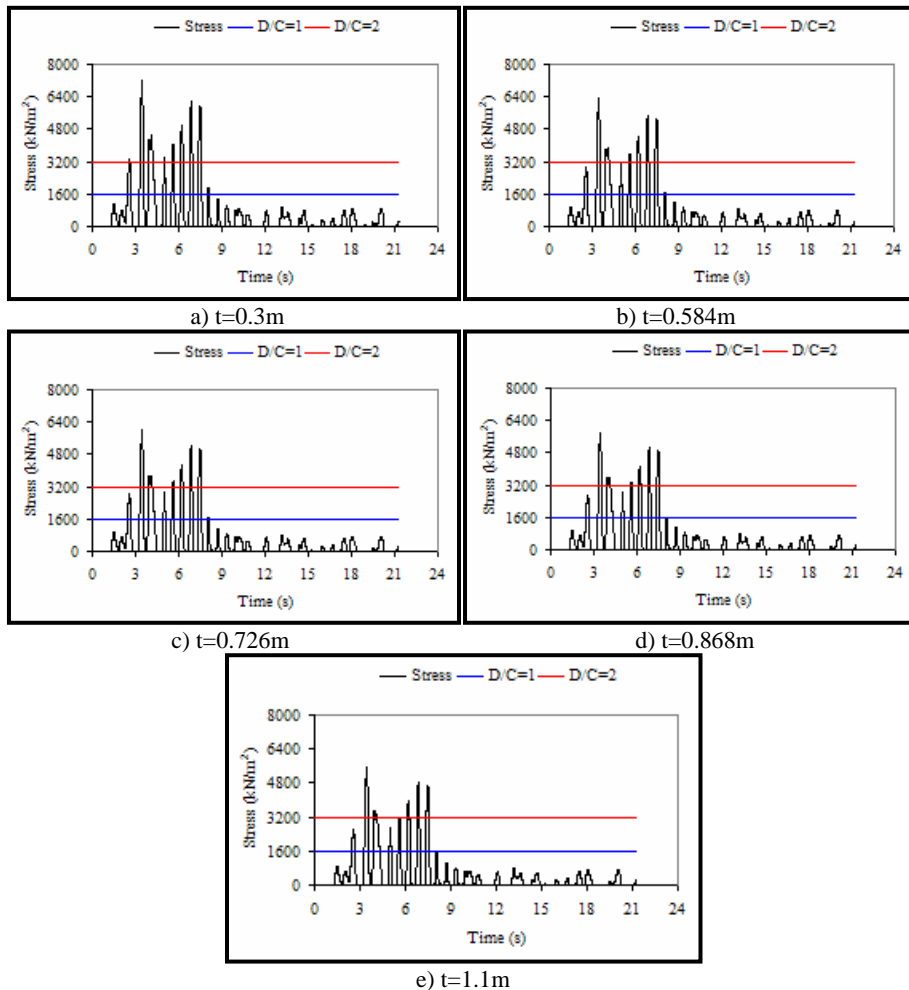 Stress D/C=1 D/C=2
8000
6400
4800
3200
1600
0
Stress (kN/m²)
0 3 6 9 12 15 18 21 24
Time (s)
a) t=0.3m
Stress D/C=1 D/C=2
8000
6400
4800
3200
1600
0
Stress (kN/m²)
0 3 6 9 12 15 18 21 24
Time (s)
b) t=0.584m
Stress D/C=1 D/C=2
8000
6400
4800
3200
1600
0
Stress (kN/m²)
0 3 6 9 12 15 18 21 24
Time (s)
c) t=0.726m
Stress D/C=1 D/C=2
8000
6400
4800
3200
1600
0
Stress (kN/m²)
0 3 6 9 12 15 18 21 24
Time (s)
d) t=0.868m
Stress D/C=1 D/C=2
8000
6400
4800
3200
1600
0
Stress (kN/m²)
0 3 6 9 12 15 18 21 24
Time (s)
e) t=1.1m